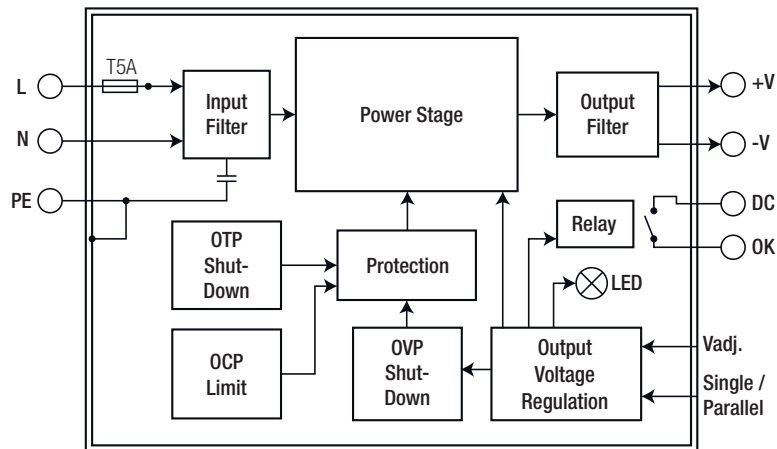 L
T5A
N
PE
Input
Filter
Power Stage
Output
Filter
+V
-V
DC
OK
Relay
LED
OTP
Shut-
Down
Protection
OCP
Limit
OVP
Shut-
Down
Output
Voltage
Regulation
Vadj.
Single /
Parallel